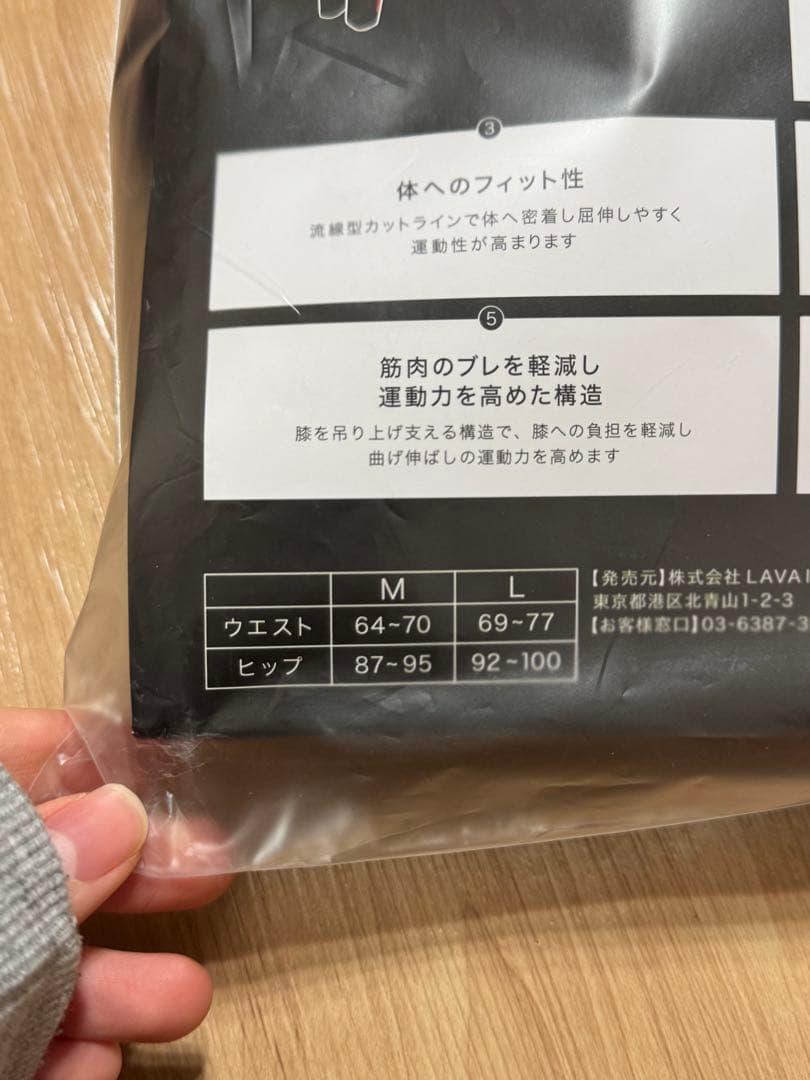 3
体へのフィット性
流線型カットラインで体へ密着し屈伸しやすく
運動性が高まります
5
筋肉のブレを軽減し
運動力を高めた構造
膝を吊り上げ支える構造で、膝への負担を軽減し
曲げ伸ばしの運動力を高めます
M L
ウエスト 64~70 69~77
ヒップ 87~95 92~100
【発売元】株式会社LAVA
東京都港区北青山1-2-3
【お客様窓口】03-6387-3